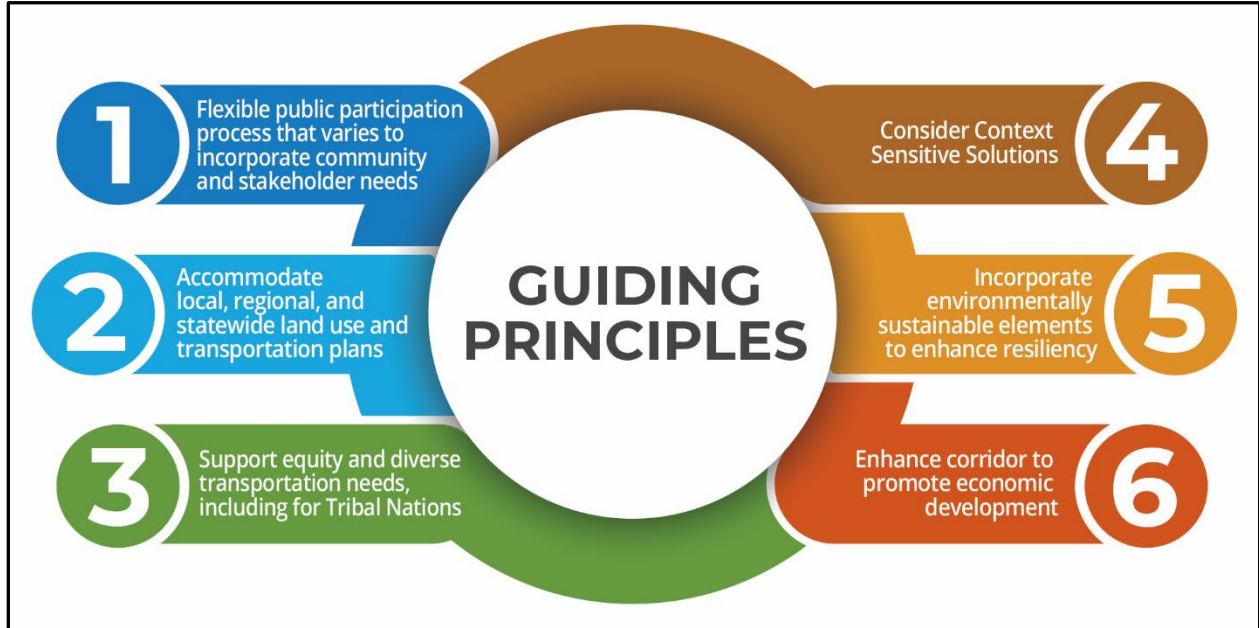 GUIDING
PRINCIPLES
1
Flexible public participation
process that varies to
incorporate community
and stakeholder needs
2
Accommodate
local, regional, and
statewide land use and
transportation plans
3
Support equity and diverse
transportation needs,
including for Tribal Nations
4
Consider Context
Sensitive Solutions
5
Incorporate
environmentally
sustainable elements
to enhance resiliency
6
Enhance corridor to
promote economic
development